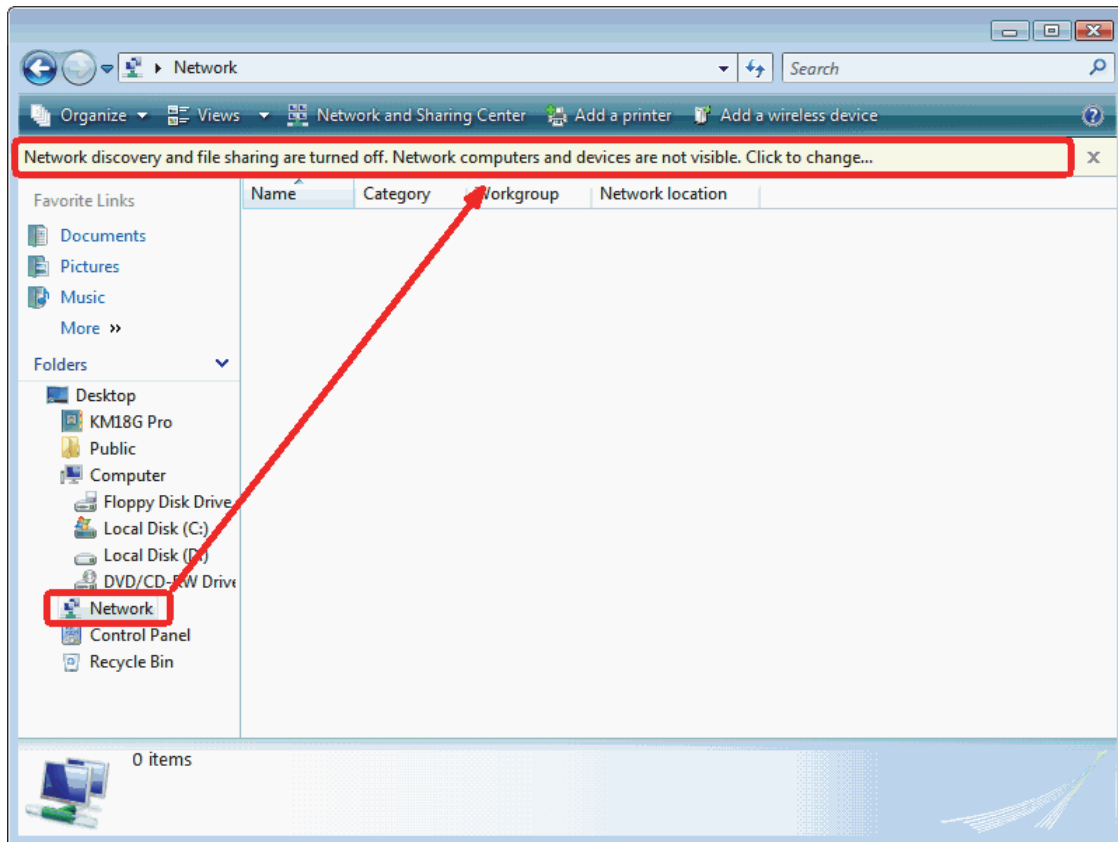 Network
Search
Organize Views Network and Sharing Center Add a printer Add a wireless device
Network discovery and file sharing are turned off. Network computers and devices are not visible. Click to change...
Name Category Workgroup Network location
Favorite Links
Documents
Pictures
Music
More »
Folders
Desktop
KM18G Pro
Public
Computer
Floppy Disk Drive
Local Disk (C:)
Local Disk (D:)
DVD/CD-RW Drive
Network
Control Panel
Recycle Bin
0 items